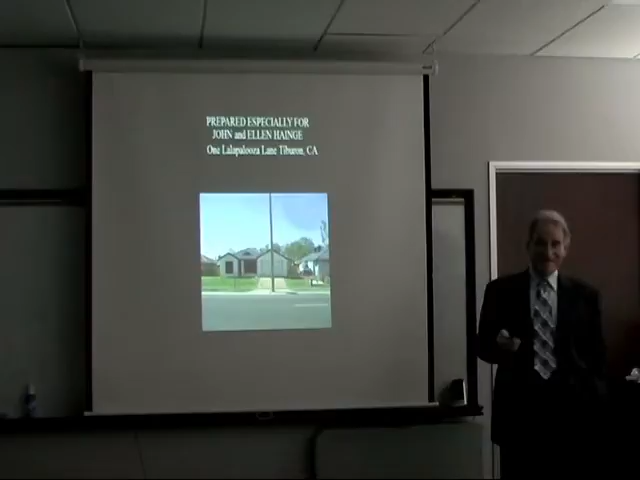 PREPARED ESPECIALLY FOR
JOHN and ELLEN HAINGE
One Lalapalooza Lane Tiburon, CA